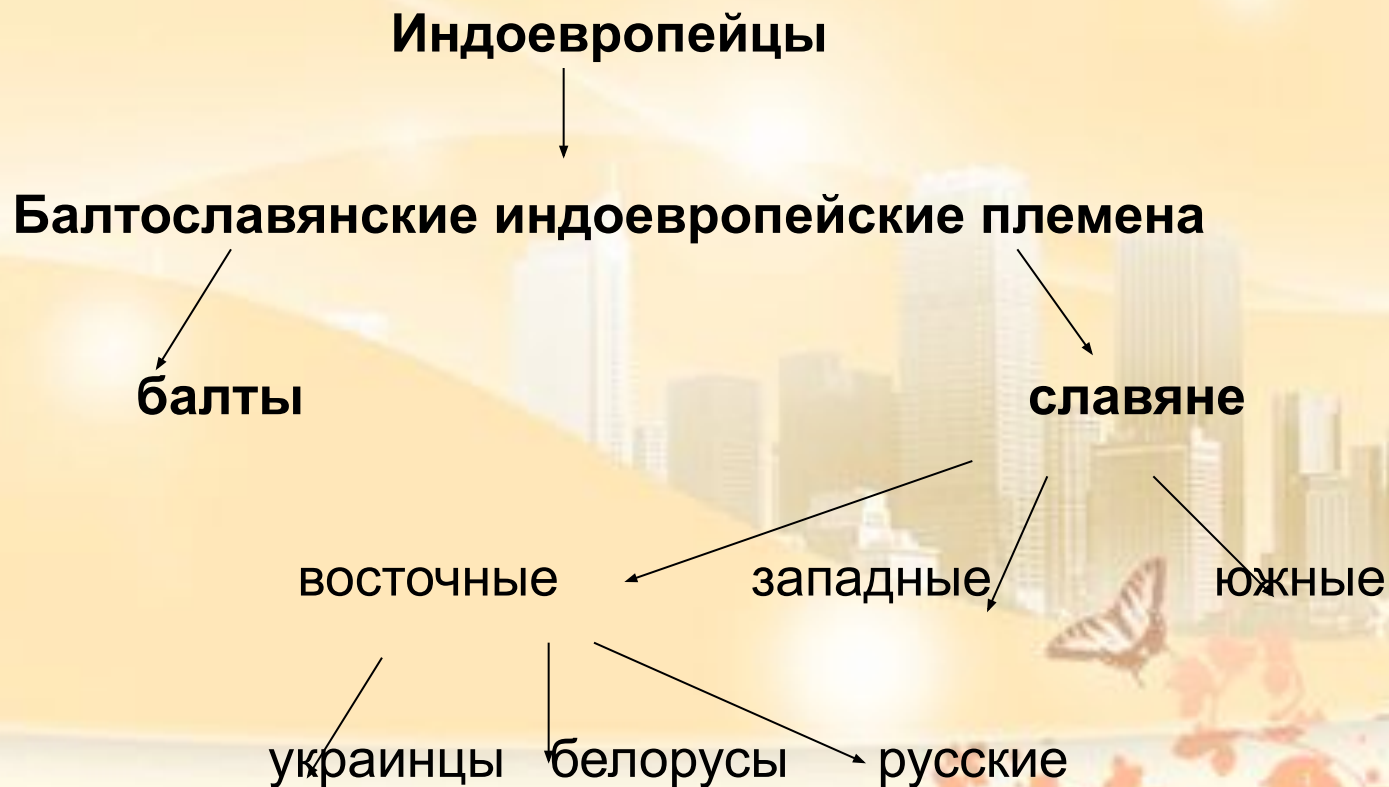 Индоевропейцы
Балтославянские индоевропейские племена
балты славяне
восточные западные южные
украинцы белорусы русские